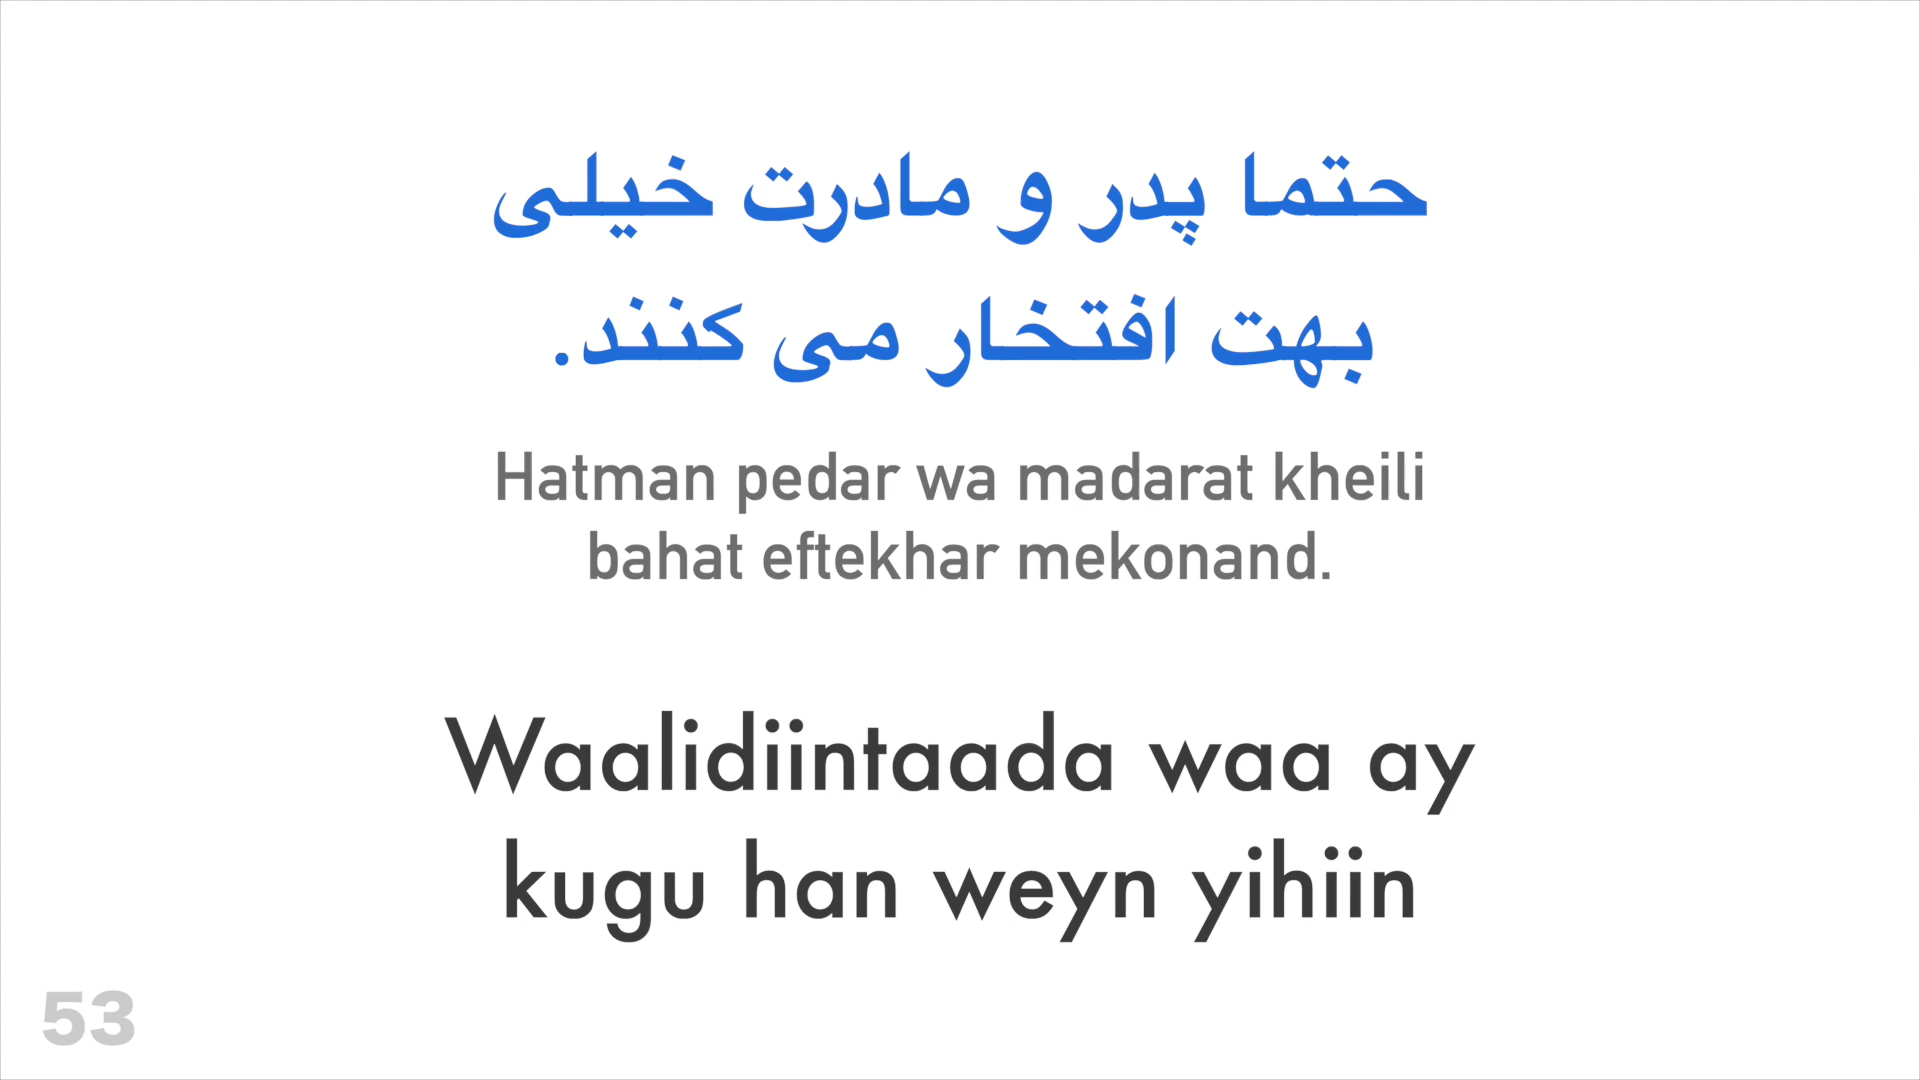 حتما پدر و مادرت خیلی
بهت افتخار می کنند.
Hatman pedar wa madarat kheili
bahat eftekhar mekonand.
Waalidiintaada waa ay
kugu han weyn yihiin
53